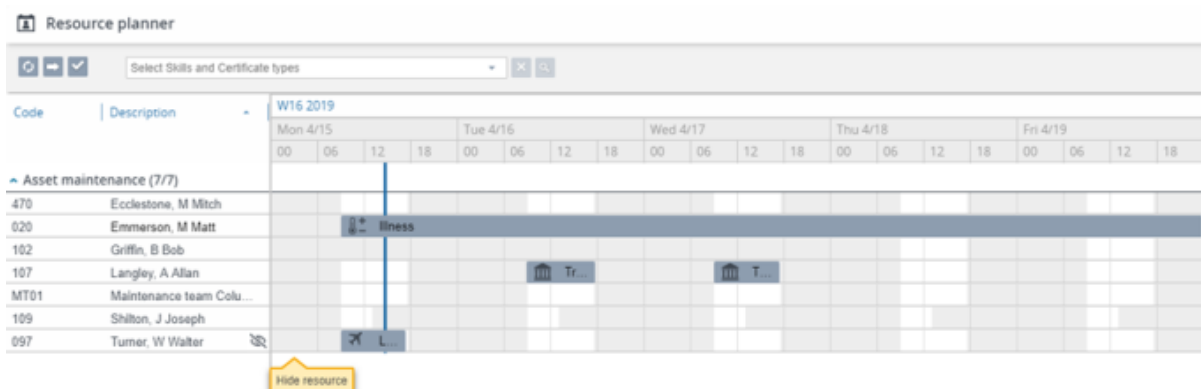 Resource planner
Select Skills and Certificate types
Code Description W16 2019
Mon 4/15 Tue 4/16 Wed 4/17 Thu 4/18 Fri 4/19
00 06 12 18 00 06 12 18 00 06 12 18 00 06 12 18 00 06 12 18
Asset maintenance (7/7)
470 Ecclestone, M Mitch
020 Emmerson, M Matt Illness
102 Griffin, B Bob
107 Langley, A Allan Tr... T...
MT01 Maintenance team Colu...
109 Shilton, J Joseph
097 Turner, W Walter L...
Hide resource